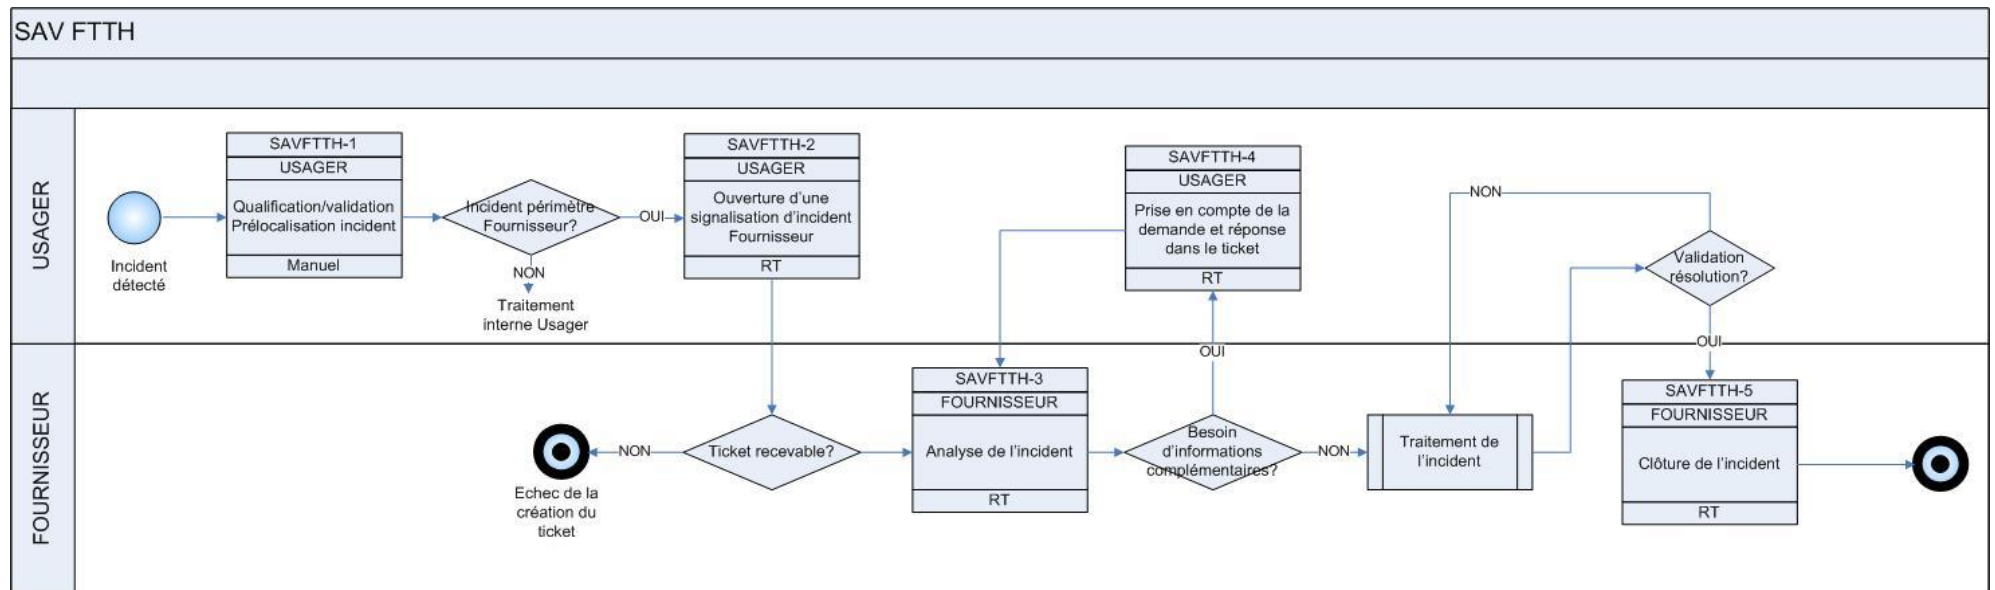 SAV FTTH
USAGER
Incident
détecté
SAVFTTH-1
USAGER
Qualification/validation
Prélocalisation incident
Manuel
Incident périmètre
Fournisseur?
OUI
NON
Traitement
interne Usager
SAVFTTH-2
USAGER
Ouverture d'une
signalisation d'incident
Fournisseur
RT
SAVFTTH-4
USAGER
Prise en compte de la
demande et réponse
dans le ticket
RT
NON
Validation
résolution?
OUI
OUI
FOURNISSEUR
Echec de la
création du
ticket
NON
Ticket recevable?
SAVFTTH-3
FOURNISSEUR
Analyse de l'incident
RT
Besoin
d'informations
complémentaires?
NON
Traitement de
l'incident
SAVFTTH-5
FOURNISSEUR
Clôture de l'incident
RT